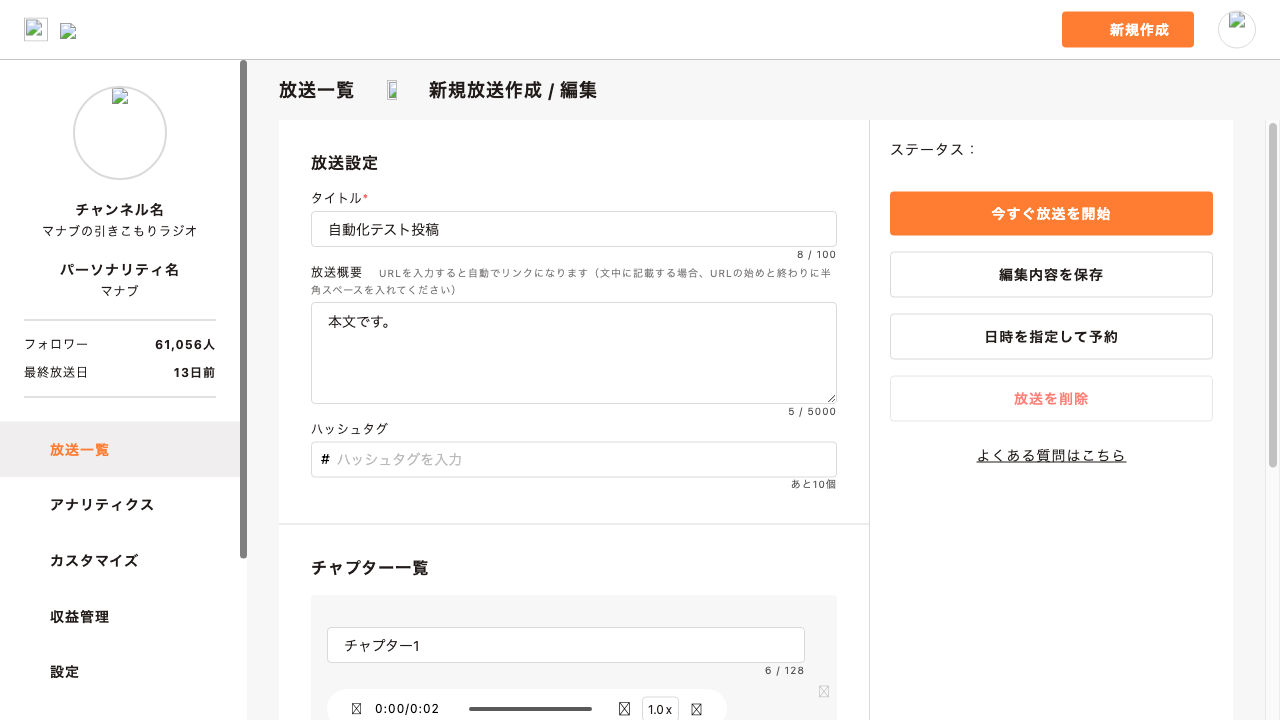 新規作成
チャンネル名
マナブの引きこもりラジオ
パーソナリティ名
マナブ
フォロワー 61,056人
最終放送日 13日前
放送一覧
アナリティクス
カスタマイズ
収益管理
設定
放送一覧 新規放送作成 / 編集
放送設定
タイトル*
自動化テスト投稿
8 / 100
放送概要 URLを入力すると自動でリンクになります（文中に記載する場合、URLの始めと終わりに半
角スペースを入れてください）
本文です。
5 / 5000
ハッシュタグ
# ハッシュタグを入力
あと10個
チャプター一覧
チャプター1
6 / 128
0:00/0:02 1.0x
ステータス：
今すぐ放送を開始
編集内容を保存
日時を指定して予約
放送を削除
よくある質問はこちら